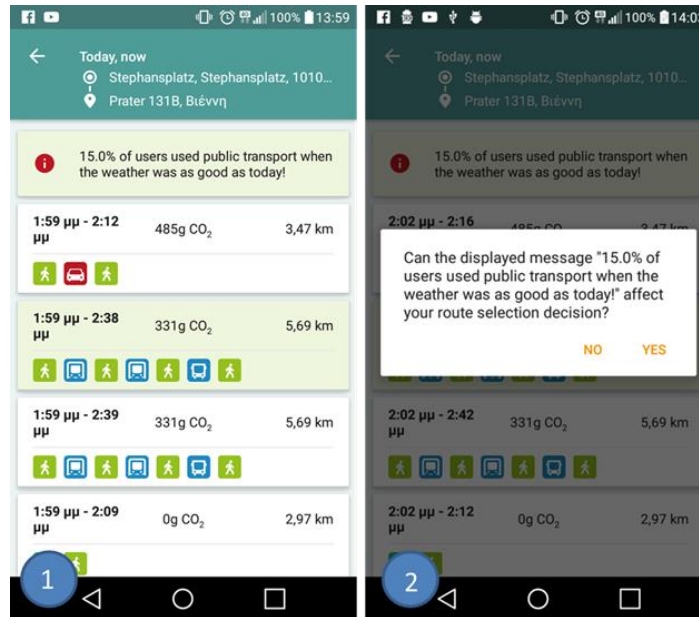 100% 13:59
Today, now
Stephansplatz, Stephansplatz, 1010...
Prater 131B, Βιέννη
15.0% of users used public transport when
the weather was as good as today!
1:59 μμ - 2:12
μμ
485g CO₂
3,47 km
1:59 μμ - 2:38
μμ
331g CO₂
5,69 km
1:59 μμ - 2:39
μμ
331g CO₂
5,69 km
1:59 μμ - 2:09
μμ
0g CO₂
2,97 km
1
100% 14:03
Today, now
Stephansplatz, Stephansplatz, 1010...
Prater 131B, Βιέννη
15.0% of users used public transport when
the weather was as good as today!
2:02 μμ - 2:16
485g CO
3,47 km
Can the displayed message "15.0% of
users used public transport when the
weather was as good as today!" affect
your route selection decision?
NO
YES
2:02 μμ - 2:42
μμ
331g CO₂
5,69 km
2:02 μμ - 2:12
μμ
0g CO₂
2,97 km
2